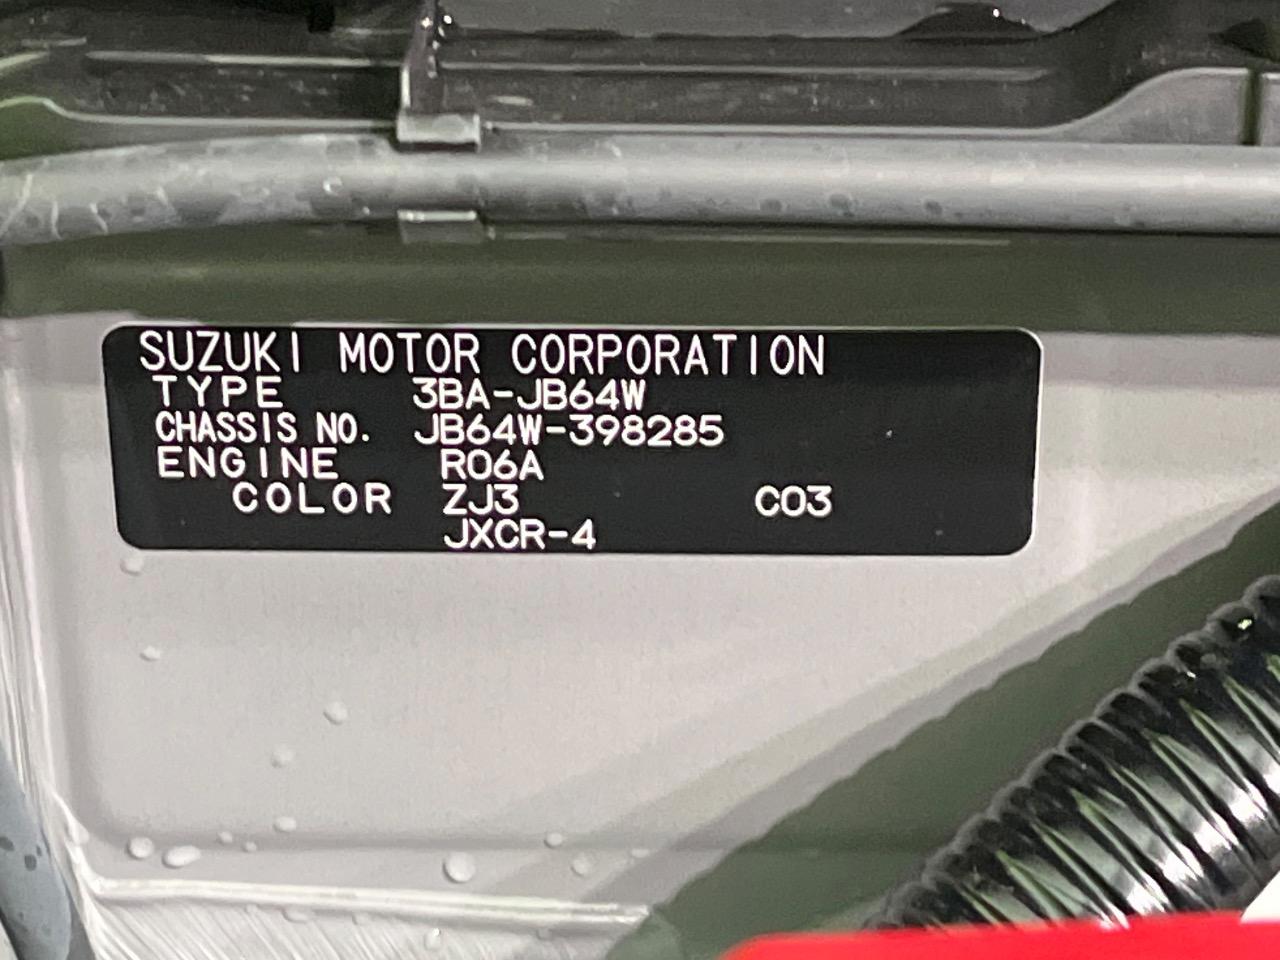 SUZUKI MOTOR CORPORATION
TYPE 3BA-JB64W
CHASSIS NO. JB64W-398285
ENGINE R06A
COLOR ZJ3 C03
JXCR-4